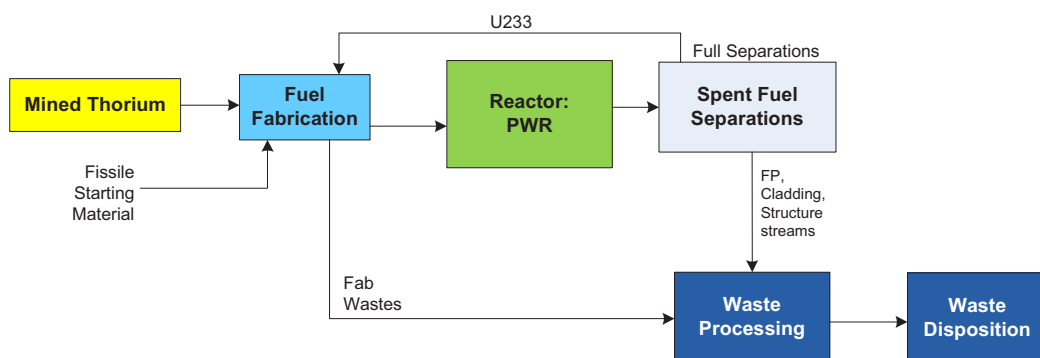 U233
Full Separations
Mined Thorium
Fuel
Fabrication
Reactor:
PWR
Spent Fuel
Separations
Fissile
Starting
Material
FP,
Cladding,
Structure
streams
Fab
Wastes
Waste
Processing
Waste
Disposition